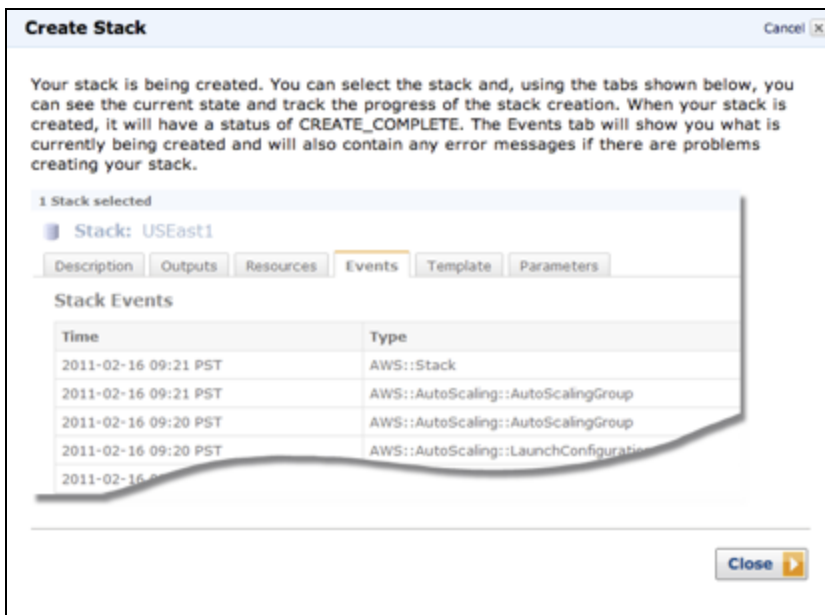 Create Stack
Cancel
Your stack is being created. You can select the stack and, using the tabs shown below, you
can see the current state and track the progress of the stack creation. When your stack is
created, it will have a status of CREATE_COMPLETE. The Events tab will show you what is
currently being created and will also contain any error messages if there are problems
creating your stack.
1 Stack selected
Stack: USEast1
Description Outputs Resources Events Template Parameters
Stack Events
Time Type
2011-02-16 09:21 PST AWS::Stack
2011-02-16 09:21 PST AWS::AutoScaling::AutoScalingGroup
2011-02-16 09:20 PST AWS::AutoScaling::AutoScalingGroup
2011-02-16 09:20 PST AWS::AutoScaling::LaunchConfiguration
2011-02-16
Close